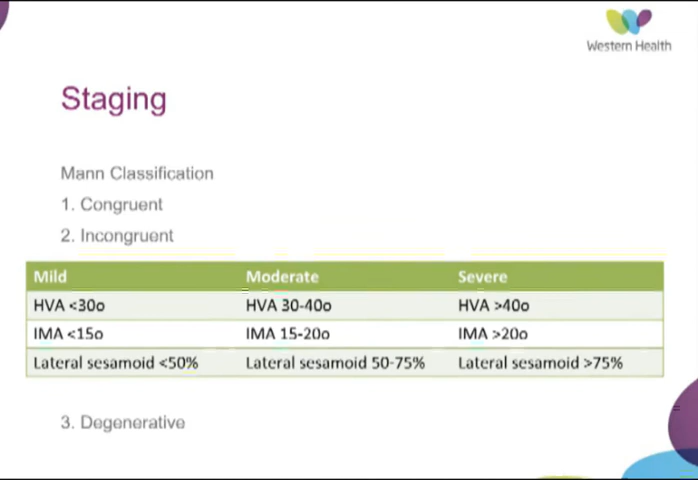 Western Health
Staging
Mann Classification
1. Congruent
2. Incongruent
Mild Moderate Severe
HVA <30o HVA 30-40o HVA >40o
IMA <15o IMA 15-20o IMA >20o
Lateral sesamoid <50% Lateral sesamoid 50-75% Lateral sesamoid >75%
3. Degenerative